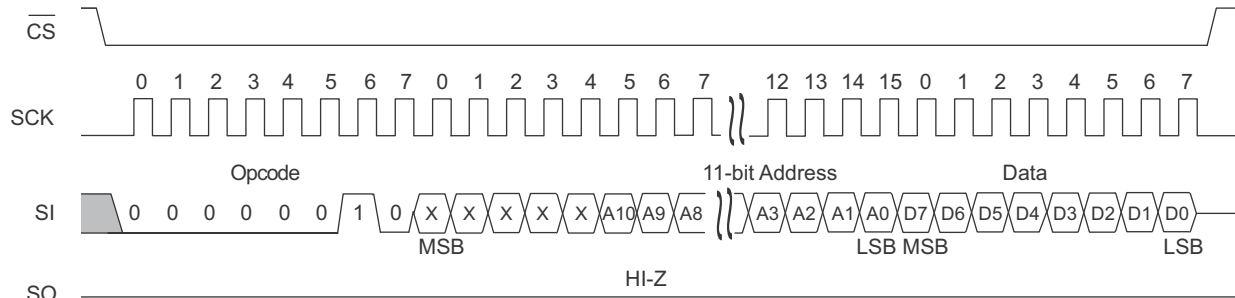 CS
0 1 2 3 4 5 6 7 0 1 2 3 4 5 6 7 12 13 14 15 0 1 2 3 4 5 6 7
SCK
Opcode 11-bit Address Data
SI 0 0 0 0 0 0 1 0 X X X X X A10 A9 A8 A3 A2 A1 A0 D7 D6 D5 D4 D3 D2 D1 D0
MSB LSB MSB LSB
HI-Z
SO